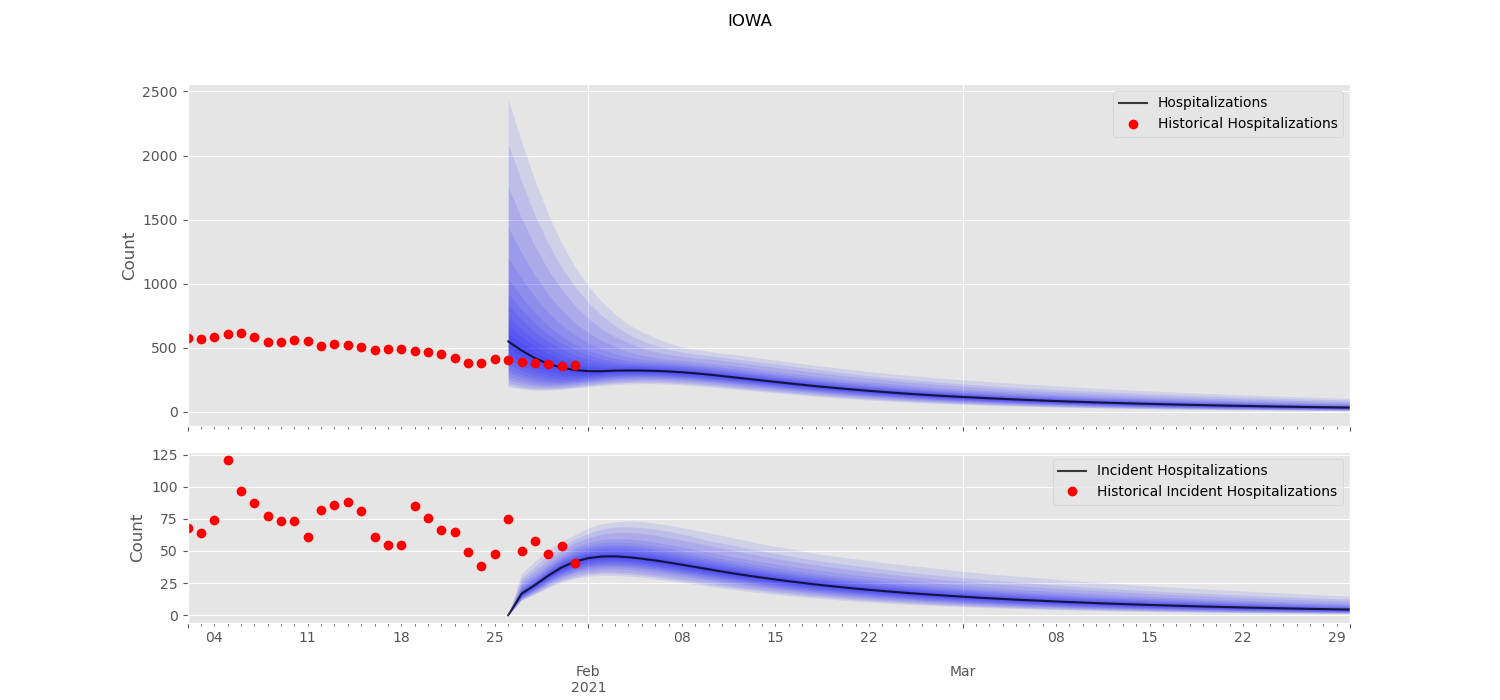 IOWA
2500
2000
1500
1000
500
0
Count
Hospitalizations
Historical Hospitalizations
125
100
75
50
25
0
Count
Incident Hospitalizations
Historical Incident Hospitalizations
04 11 18 25 08 15 22 08 15 22 29
Feb Mar
2021